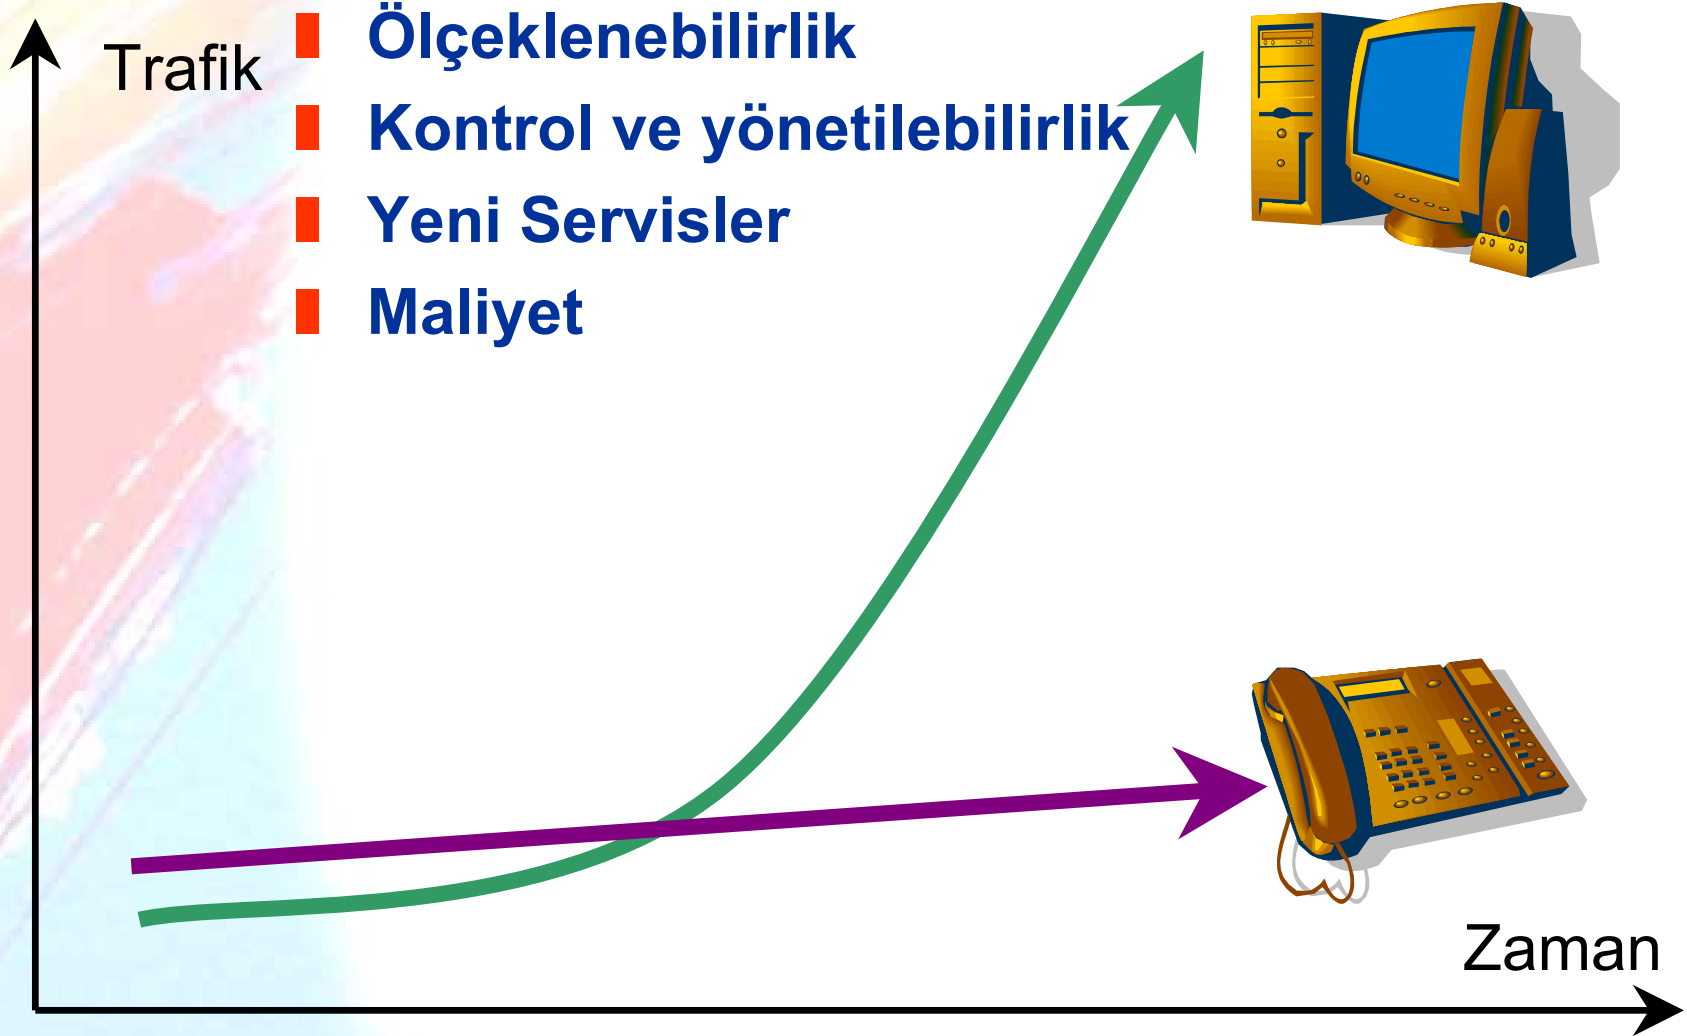 Trafik
Ölçeklenebilirlik
Kontrol ve yönetilebilirlik
Yeni Servisler
Maliyet
Zaman